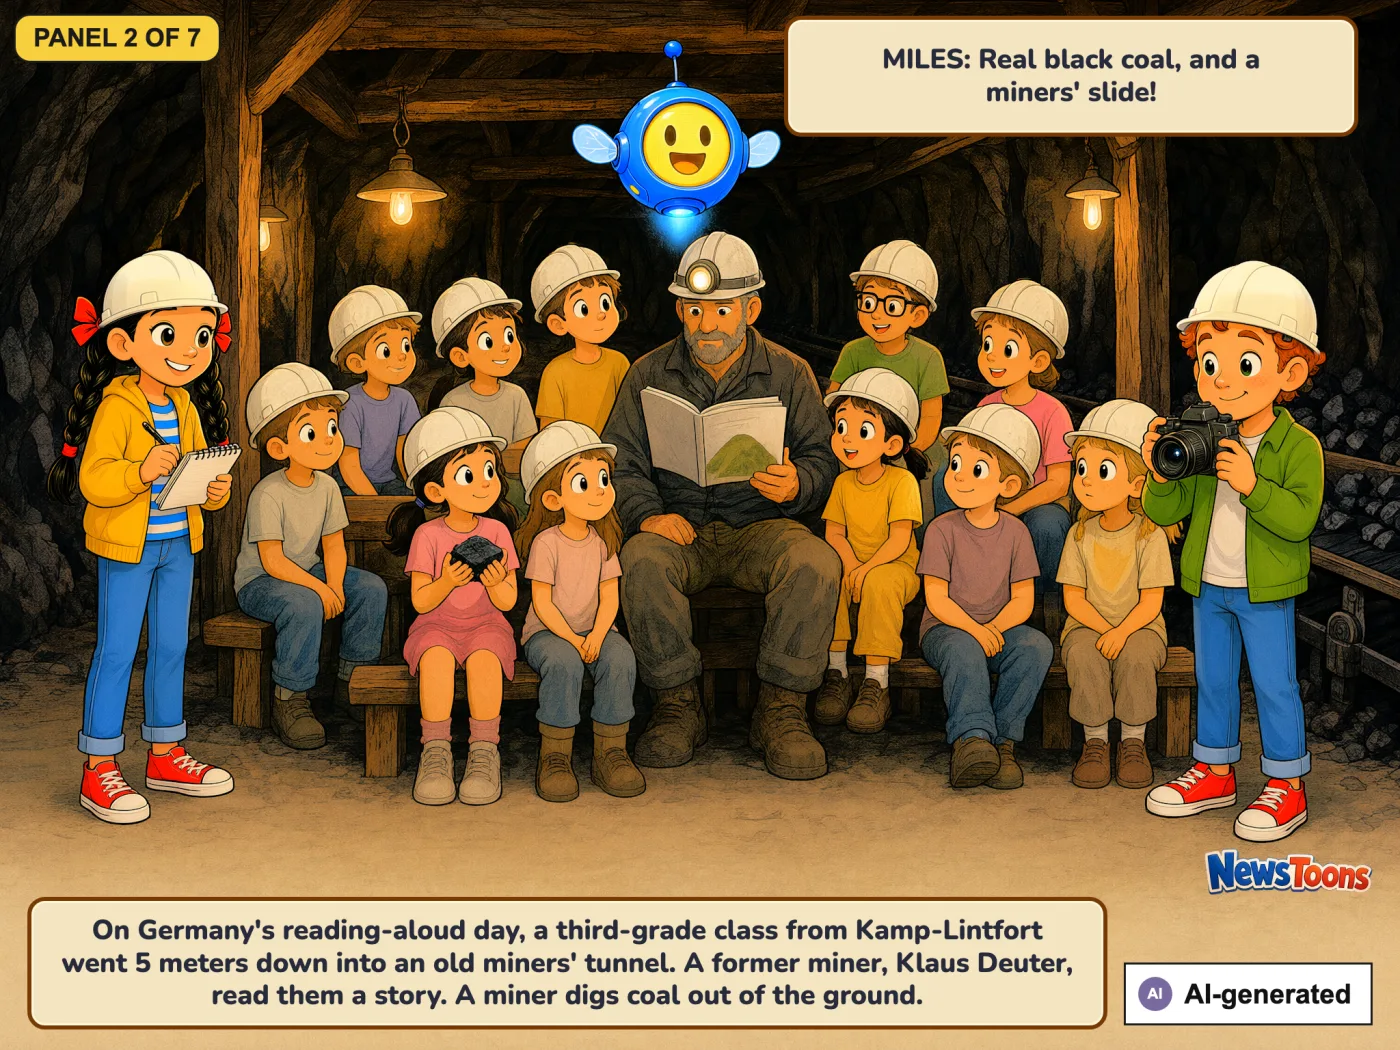 PANEL 2 OF 7
MILES: Real black coal, and a
miners' slide!
NewsToons
On Germany's reading-aloud day, a third-grade class from Kamp-Lintfort
went 5 meters down into an old miners' tunnel. A former miner, Klaus Deuter,
read them a story. A miner digs coal out of the ground.
AI AI-generated